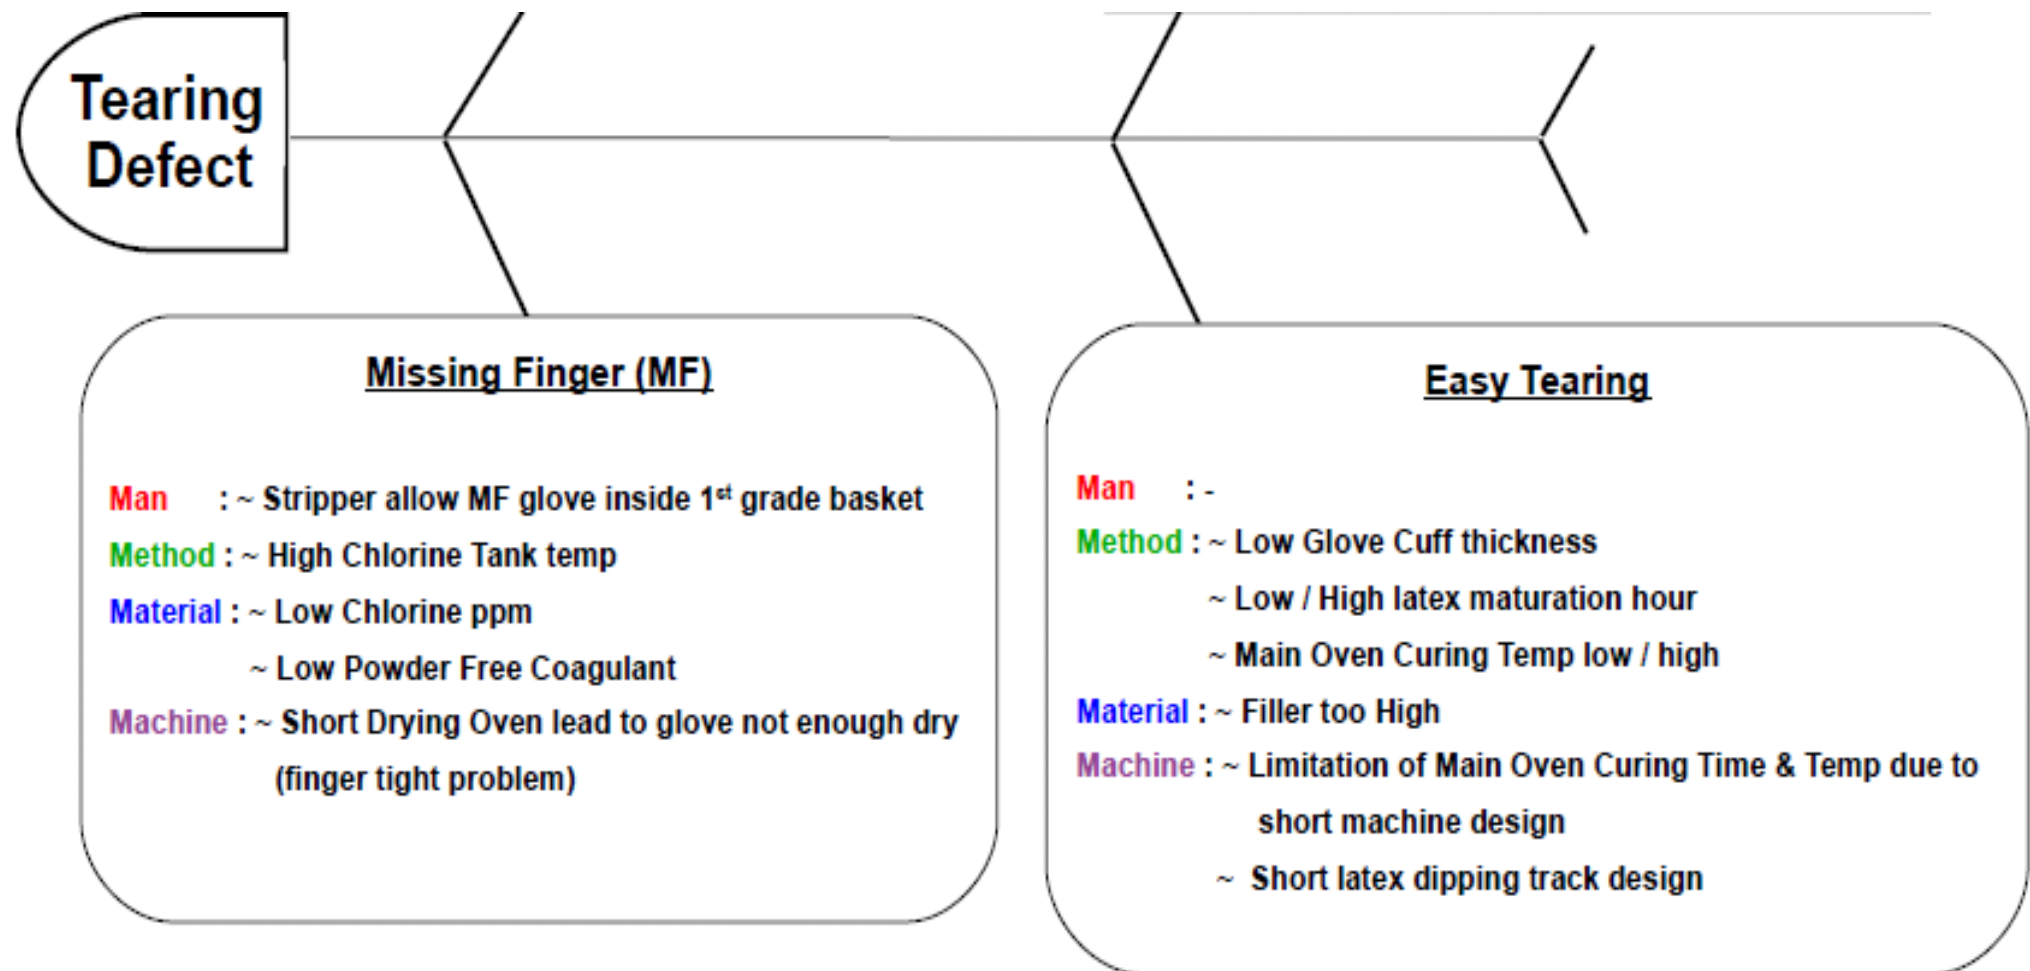 Tearing
Defect
Missing Finger (MF)
Man : ~ Stripper allow MF glove inside 1st grade basket
Method : ~ High Chlorine Tank temp
Material : ~ Low Chlorine ppm
~ Low Powder Free Coagulant
Machine : ~ Short Drying Oven lead to glove not enough dry
(finger tight problem)
Easy Tearing
Man : -
Method : ~ Low Glove Cuff thickness
~ Low / High latex maturation hour
~ Main Oven Curing Temp low / high
Material : ~ Filler too High
Machine : ~ Limitation of Main Oven Curing Time & Temp due to
short machine design
~ Short latex dipping track design